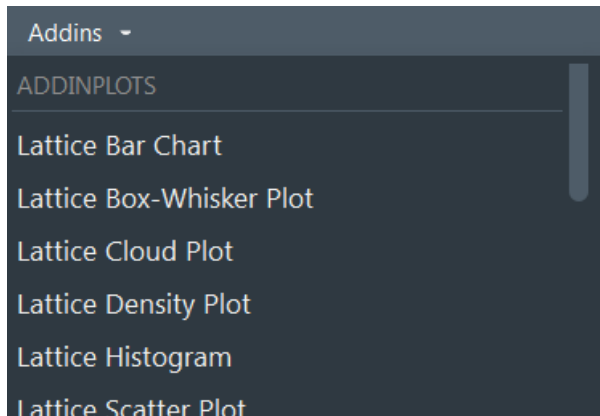 Addins
ADDINPLOTS
Lattice Bar Chart
Lattice Box-Whisker Plot
Lattice Cloud Plot
Lattice Density Plot
Lattice Histogram
Lattice Scatter Plot